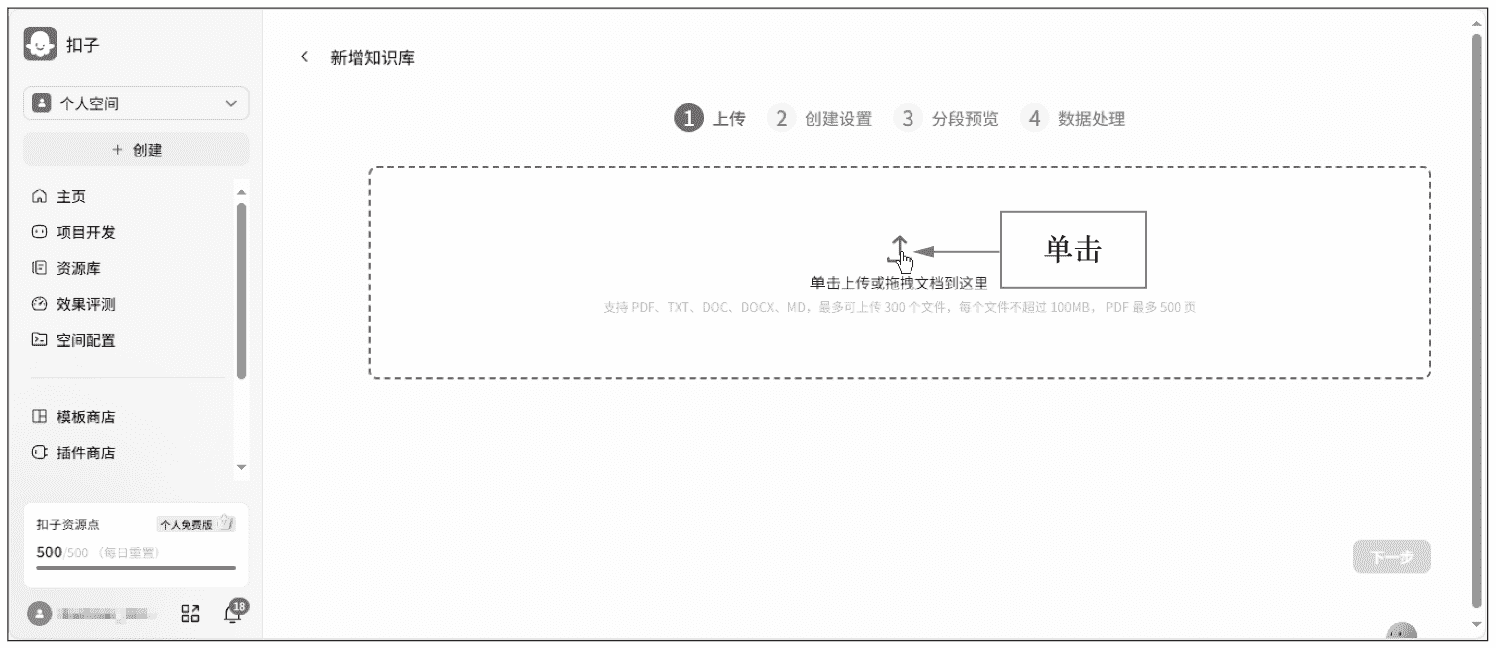 扣子
个人空间
+ 创建
主页
项目开发
资源库
效果评测
空间配置
模板商店
插件商店
扣子资源点 个人免费版
500/500 （每日重置）
18
新增知识库
1 上传 2 创建设置 3 分段预览 4 数据处理
单击
单击上传或拖拽文档到这里
支持 PDF、TXT、DOC、DOCX、MD，最多可上传 300 个文件，每个文件不超过 100MB， PDF 最多 500 页
下一步